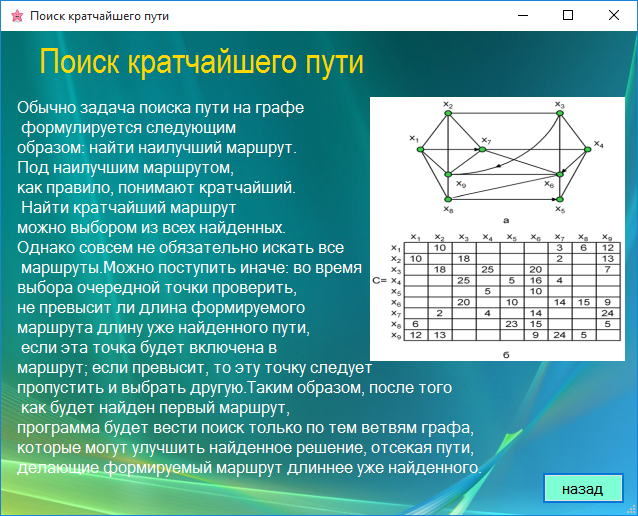 Поиск кратчайшего пути
Поиск кратчайшего пути
Обычно задача поиска пути на графе
формулируется следующим
образом: найти наилучший маршрут.
Под наилучшим маршрутом,
как правило, понимают кратчайший.
Найти кратчайший маршрут
можно выбором из всех найденных.
Однако совсем не обязательно искать все
маршруты.Можно поступить иначе: во время
выбора очередной точки проверить,
не превысит ли длина формируемого
маршрута длину уже найденного пути,
если эта точка будет включена в
маршрут; если превысит, то эту точку следует
пропустить и выбрать другую.Таким образом, после того
как будет найден первый маршрут,
программа будет вести поиск только по тем ветвям графа,
которые могут улучшить найденное решение, отсекая пути,
делающие формируемый маршрут длиннее уже найденного.
x2 x3
x1 x7 x4
x9 x6
x8 x5
а
x1 x2 x3 x4 x5 x6 x7 x8 x9
x1 10 3 6 12
x2 10 18 2 13
x3 18 25 20 7
C= x4 25 5 16 4
x5 5 10
x6 20 10 14 15 9
x7 2 4 14 24
x8 6 23 15 5
x9 12 13 9 24 5
б
назад